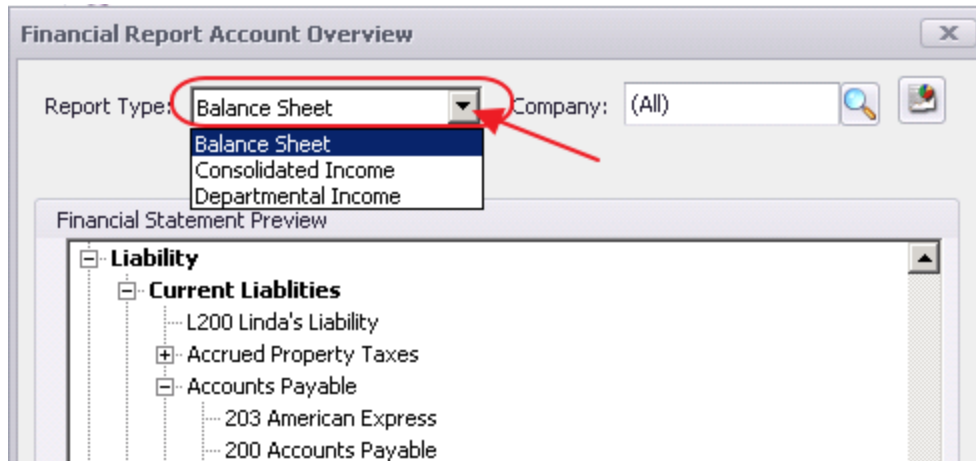 Financial Report Account Overview
Report Type: Balance Sheet Company: (All)
Balance Sheet
Consolidated Income
Departmental Income
Financial Statement Preview
Liability
Current Liablities
L200 Linda's Liability
Accrued Property Taxes
Accounts Payable
203 American Express
200 Accounts Payable